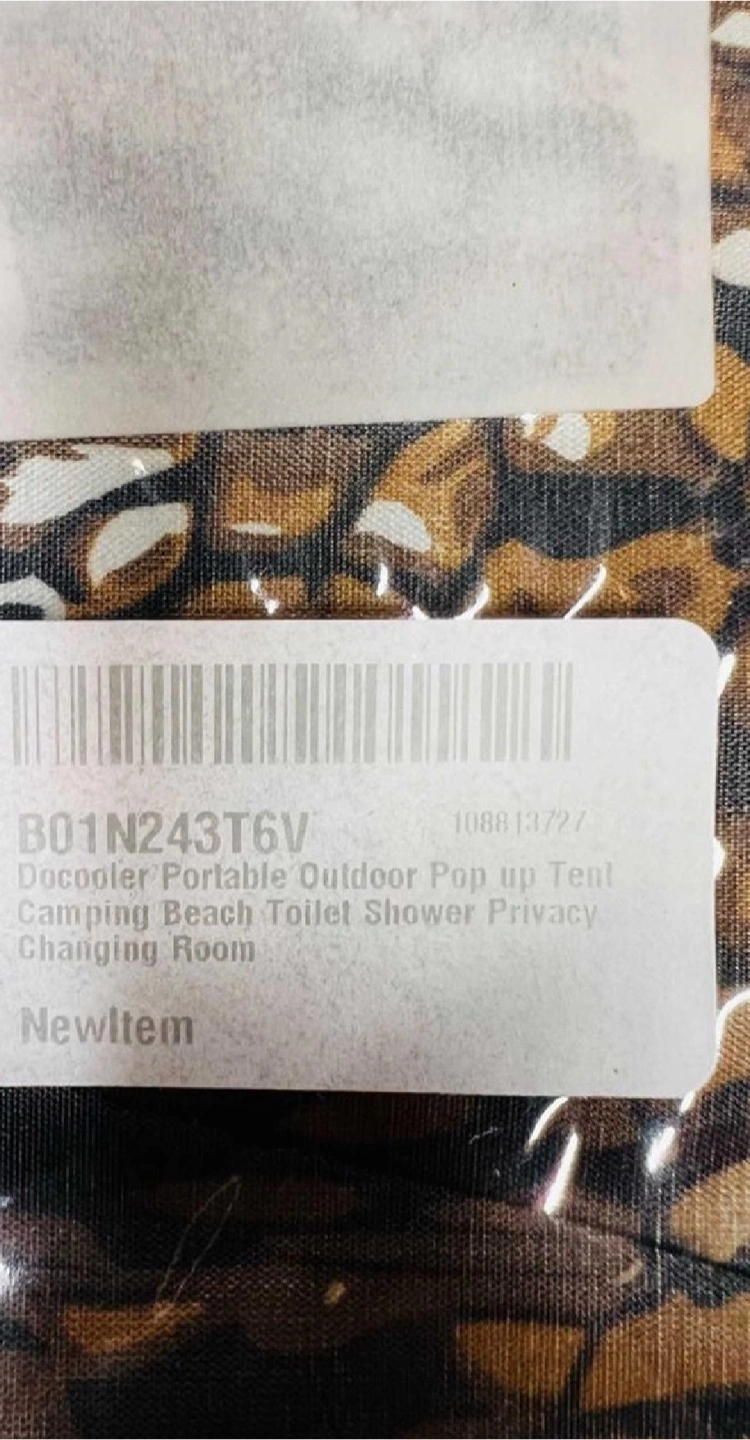 B01N243T6V 108813727
Docooler Portable Outdoor Pop up Tent
Camping Beach Toilet Shower Privacy
Changing Room
NewItem